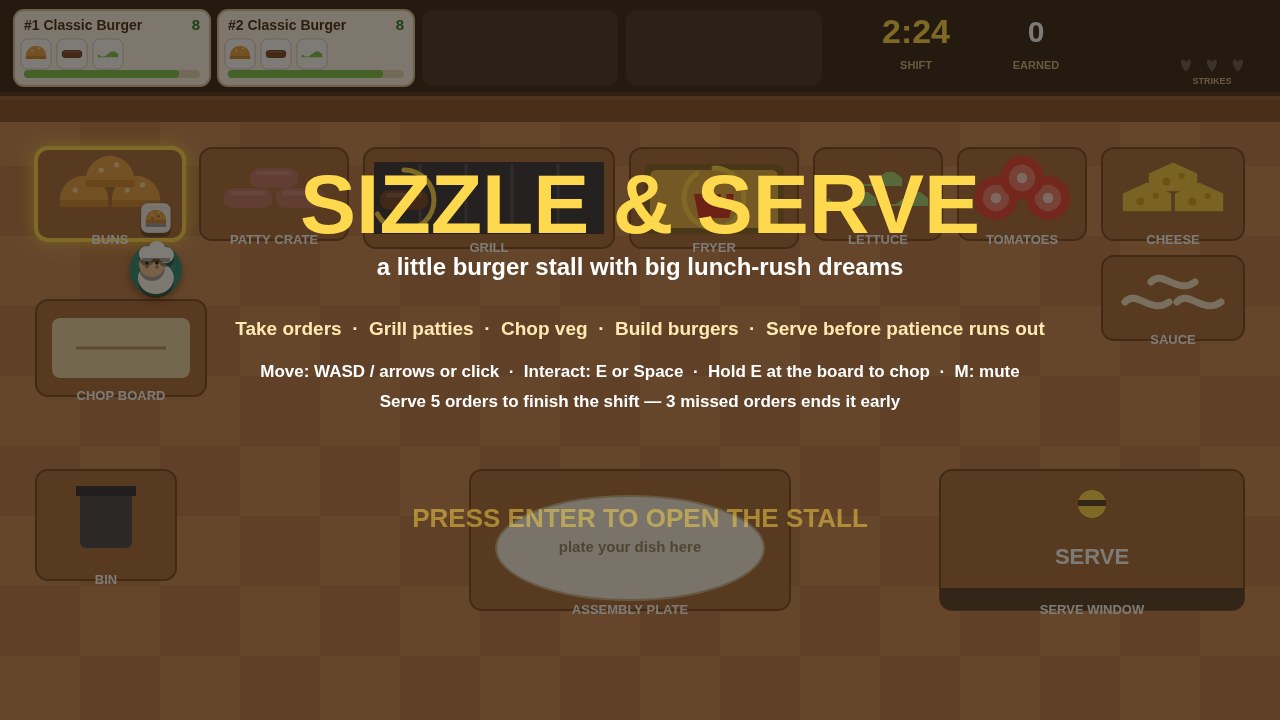 #1 Classic Burger 8
#2 Classic Burger 8
2:24
SHIFT
0
EARNED
STRIKES
BUNS
PATTY CRATE
GRILL
FRYER
LETTUCE
TOMATOES
CHEESE
SIZZLE & SERVE
a little burger stall with big lunch-rush dreams
Take orders · Grill patties · Chop veg · Build burgers · Serve before patience runs out
SAUCE
Move: WASD / arrows or click · Interact: E or Space · Hold E at the board to chop · M: mute
CHOP BOARD
Serve 5 orders to finish the shift — 3 missed orders ends it early
PRESS ENTER TO OPEN THE STALL
plate your dish here
SERVE
BIN
ASSEMBLY PLATE
SERVE WINDOW